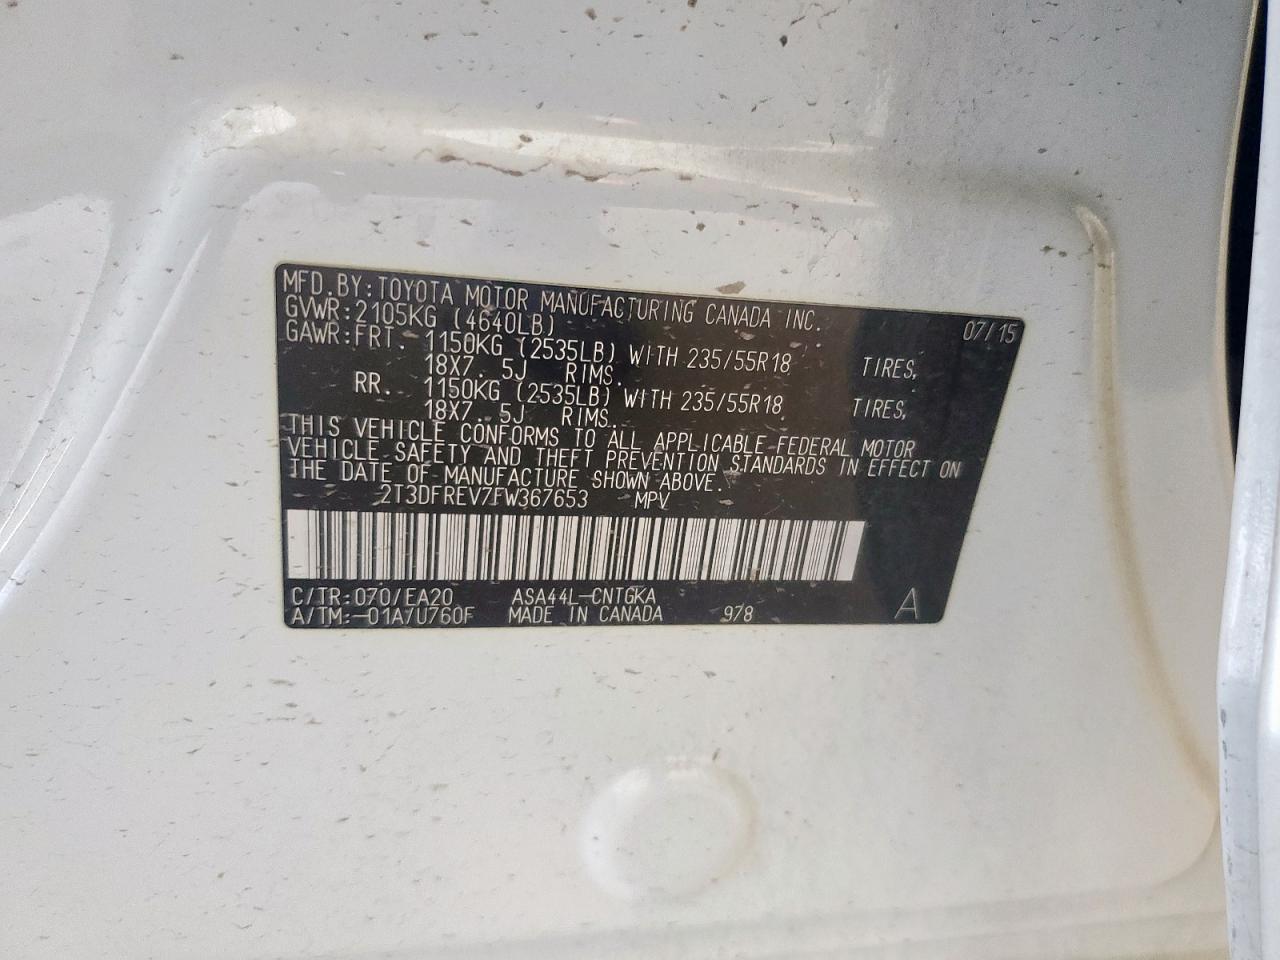 MFD. BY: TOYOTA MOTOR MANUFACTURING CANADA INC. 07/15
GVWR: 2105KG (4640LB)
GAWR: FRT. 1150KG (2535LB) WITH 235/55R18 TIRES,
18X7. 5J RIMS.
RR. 1150KG (2535LB) WITH 235/55R18 TIRES,
18X7. 5J RIMS.
THIS VEHICLE CONFORMS TO ALL APPLICABLE FEDERAL MOTOR
VEHICLE SAFETY AND THEFT PREVENTION STANDARDS IN EFFECT ON
THE DATE OF MANUFACTURE SHOWN ABOVE.
2T3DFREV7FW367653 MPV
C/TR: 070/EA20 ASA44L-CNTGKA
A/TM: -01A/U760F MADE IN CANADA 978 A